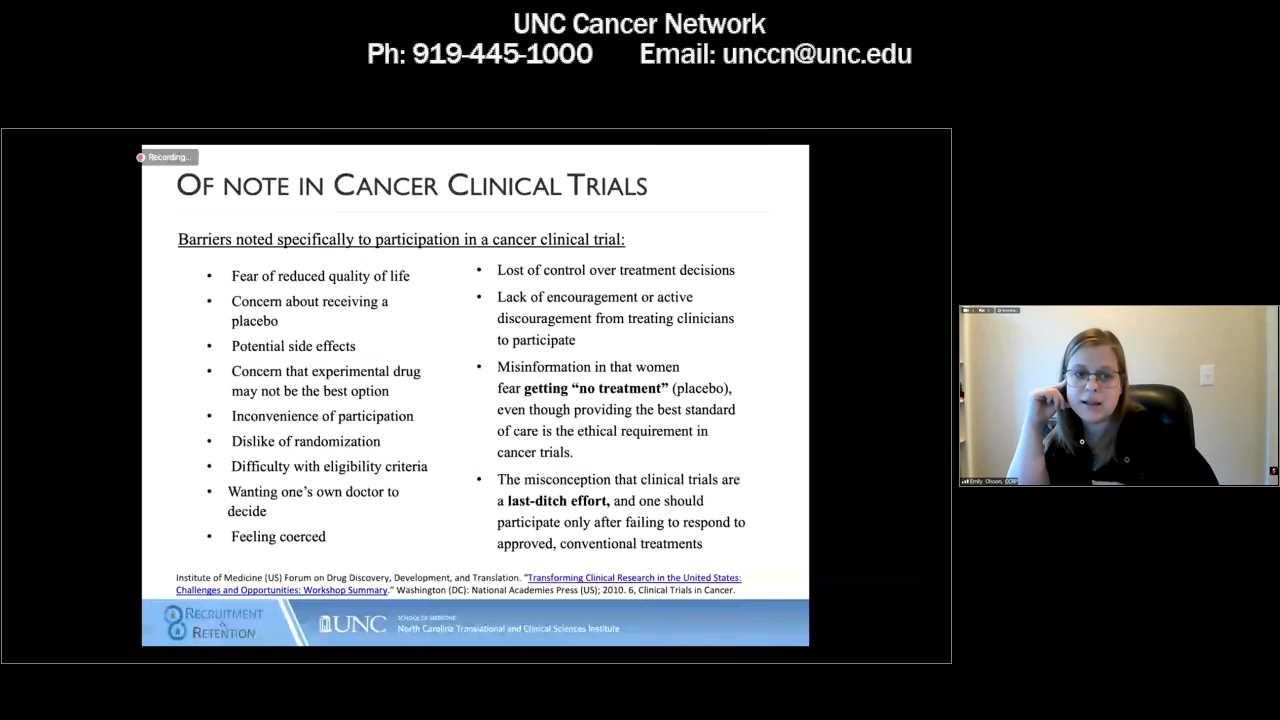 UNC Cancer Network
Ph: 919-445-1000 Email: unccn@unc.edu
Recording...
OF NOTE IN CANCER CLINICAL TRIALS
Barriers noted specifically to participation in a cancer clinical trial:
• Fear of reduced quality of life
• Concern about receiving a
placebo
• Potential side effects
• Concern that experimental drug
may not be the best option
• Inconvenience of participation
• Dislike of randomization
• Difficulty with eligibility criteria
• Wanting one’s own doctor to
decide
• Feeling coerced
• Lost of control over treatment decisions
• Lack of encouragement or active
discouragement from treating clinicians
to participate
• Misinformation in that women
fear getting “no treatment” (placebo),
even though providing the best standard
of care is the ethical requirement in
cancer trials.
• The misconception that clinical trials are
a last-ditch effort, and one should
participate only after failing to respond to
approved, conventional treatments
Institute of Medicine (US) Forum on Drug Discovery, Development, and Translation. “Transforming Clinical Research in the United States:
Challenges and Opportunities: Workshop Summary.” Washington (DC): National Academies Press (US); 2010. 6, Clinical Trials in Cancer.
RECRUITMENT
&
RETENTION
UNC
SCHOOL OF MEDICINE
North Carolina Translational and Clinical Sciences Institute
Emily Olsson, CCRP